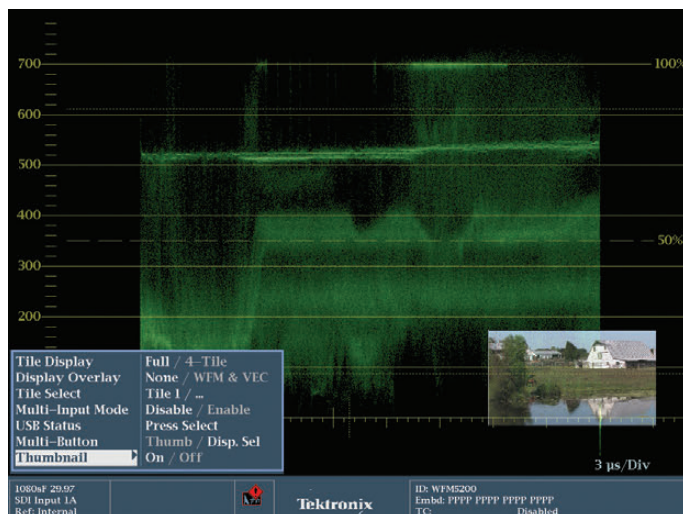 700
100%
600
500
400
50%
300
200
Tile Display Full / 4-Tile
Display Overlay None / WFM & VEC
Tile Select Tile 1 / ...
Multi-Input Mode Disable / Enable
USB Status Press Select
Multi-Button Thumb / Disp. Sel
Thumbnail On / Off
3 µs/Div
1080sF 29.97
SDI Input 1A
Ref: Internal
Tektronix
ID: WFM5200
Embd: PPPP PPPP PPPP PPPP
TC: Disabled